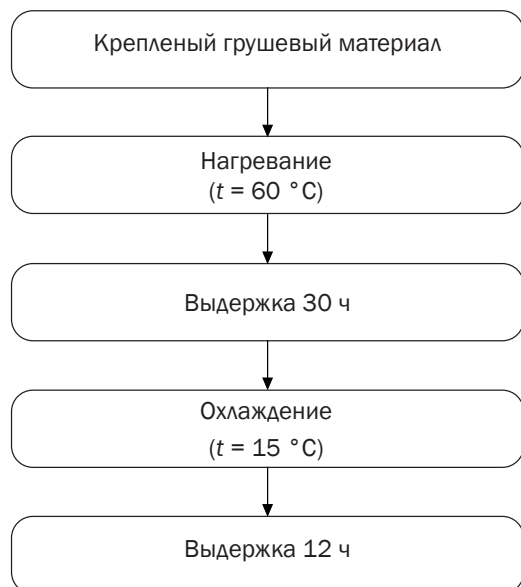 Крепленый грушевый материал
Нагревание
(t = 60 °C)
Выдержка 30 ч
Охлаждение
(t = 15 °C)
Выдержка 12 ч